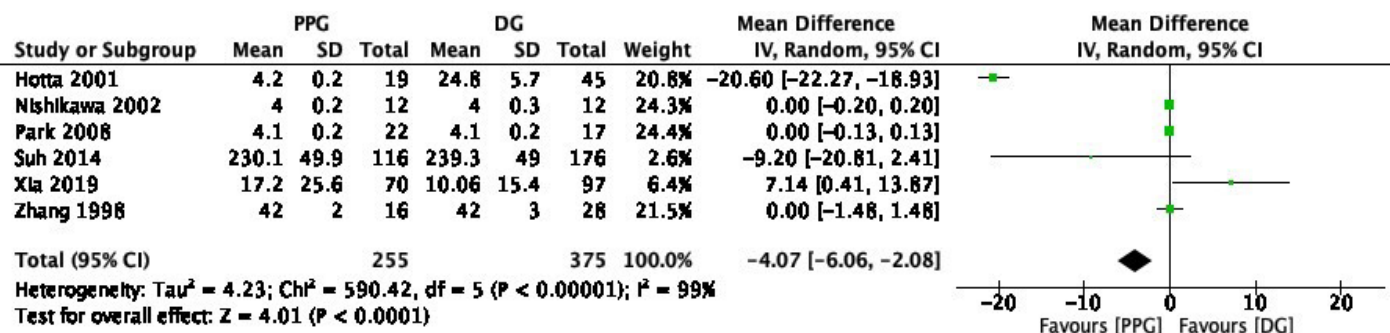 PPG DG Mean Difference Mean Difference
Study or Subgroup Mean SD Total Mean SD Total Weight IV, Random, 95% CI IV, Random, 95% CI
Hotta 2001 4.2 0.2 19 24.8 5.7 45 20.8% −20.60 [−22.27, −18.93]
Nishikawa 2002 4 0.2 12 4 0.3 12 24.3% 0.00 [−0.20, 0.20]
Park 2008 4.1 0.2 22 4.1 0.2 17 24.4% 0.00 [−0.13, 0.13]
Suh 2014 230.1 49.9 116 239.3 49 176 2.6% −9.20 [−20.81, 2.41]
Xia 2019 17.2 25.6 70 10.06 15.4 97 6.4% 7.14 [0.41, 13.87]
Zhang 1998 42 2 16 42 3 28 21.5% 0.00 [−1.48, 1.48]
Total (95% CI) 255 375 100.0% −4.07 [−6.06, −2.08]
Heterogeneity: Tau² = 4.23; Chi² = 590.42, df = 5 (P < 0.00001); I² = 99%
Test for overall effect: Z = 4.01 (P < 0.0001)
−20 −10 0 10 20
Favours [PPG] Favours [DG]